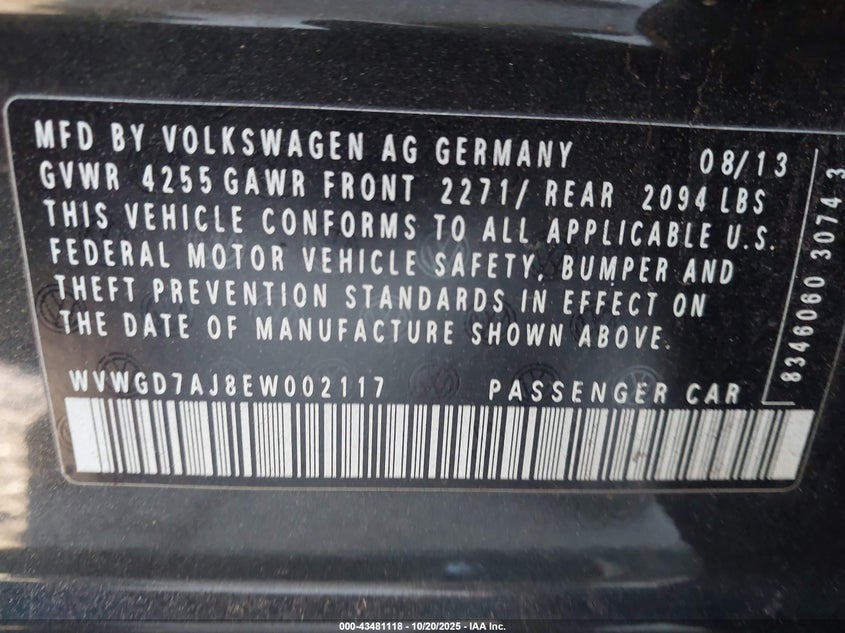 MFD BY VOLKSWAGEN AG GERMANY 08/13
GVWR 4255 GAWR FRONT 2271/ REAR 2094 LBS
THIS VEHICLE CONFORMS TO ALL APPLICABLE U.S.
FEDERAL MOTOR VEHICLE SAFETY, BUMPER AND
THEFT PREVENTION STANDARDS IN EFFECT ON
THE DATE OF MANUFACTURE SHOWN ABOVE.
WVWGD7AJ8EW002117 PASSENGER CAR
8346060 3074 3
000-43481118 - 10/20/2025 - IAA Inc.